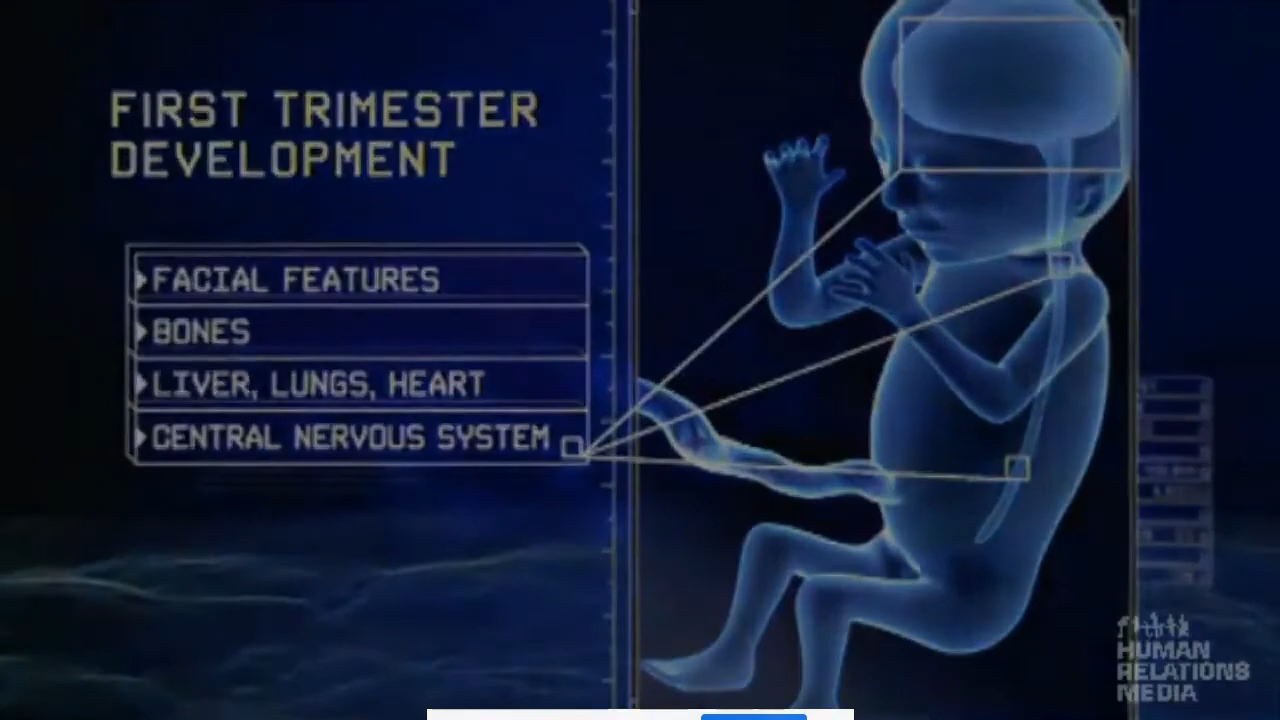 FIRST TRIMESTER
DEVELOPMENT
FACIAL FEATURES
BONES
LIVER, LUNGS, HEART
CENTRAL NERVOUS SYSTEM
HUMAN
RELATIONS
MEDIA